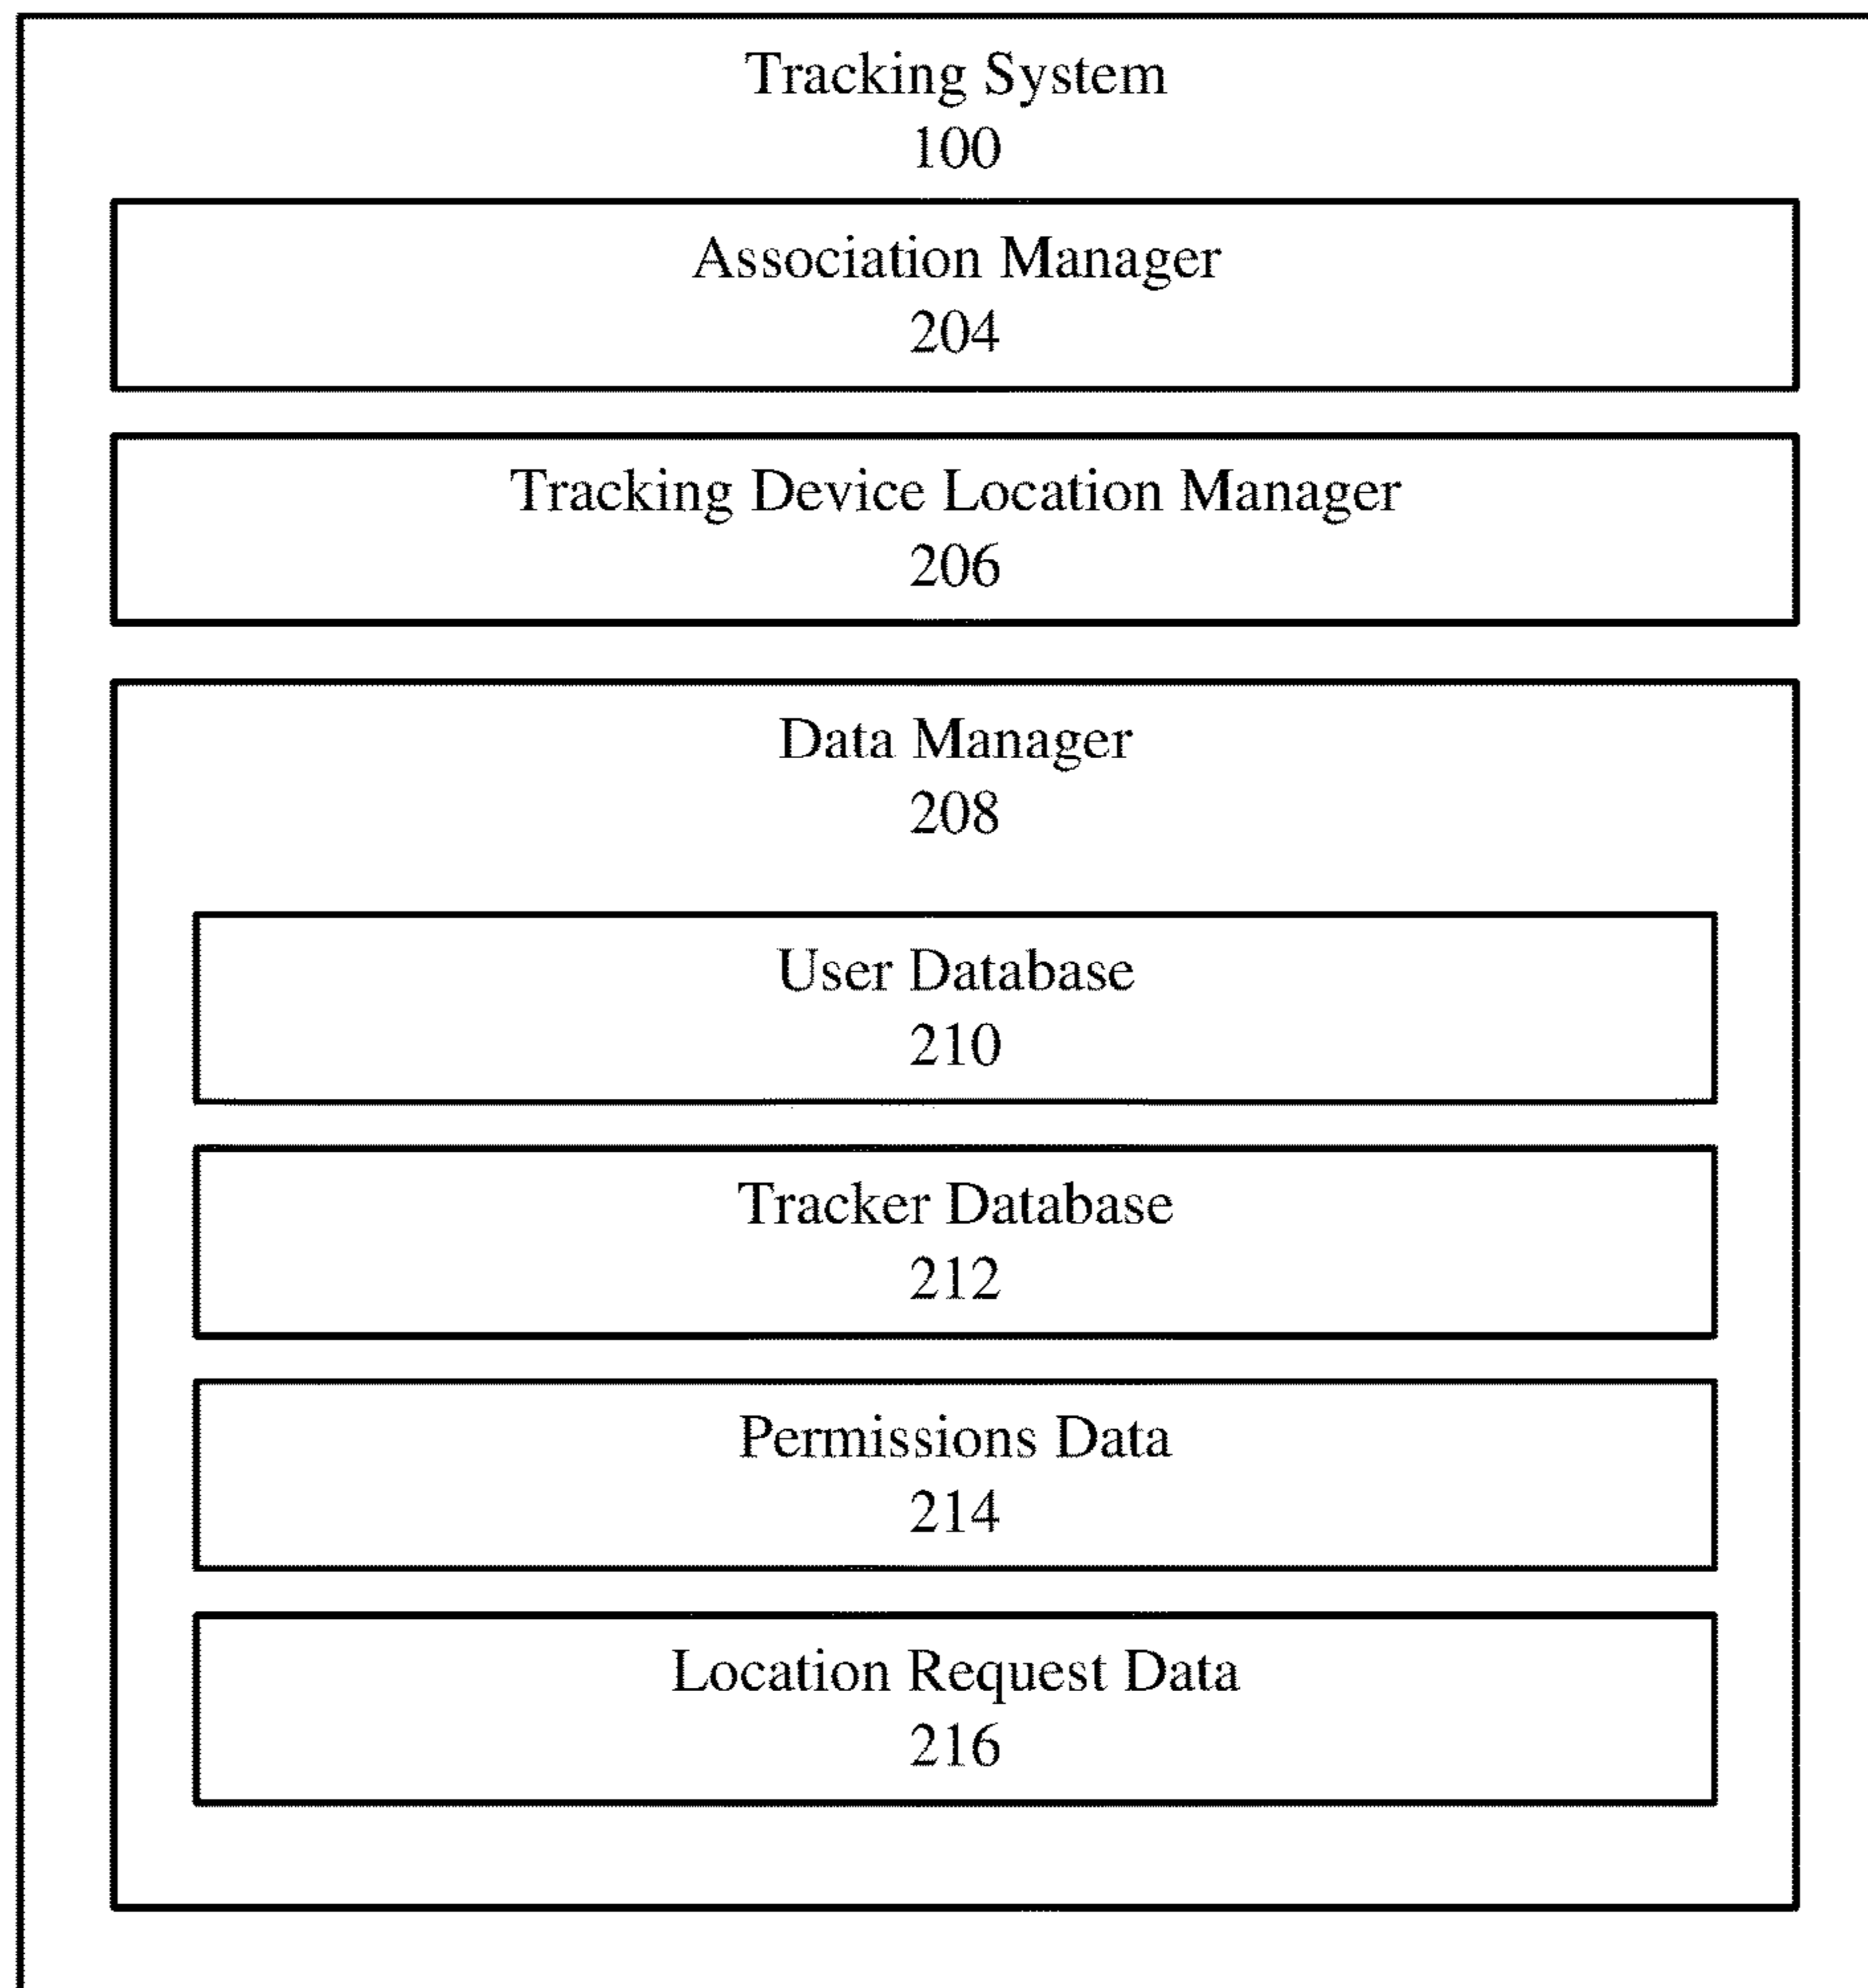 Tracking System
100
Association Manager
204
Tracking Device Location Manager
206
Data Manager
208
User Database
210
Tracker Database
212
Permissions Data
214
Location Request Data
216